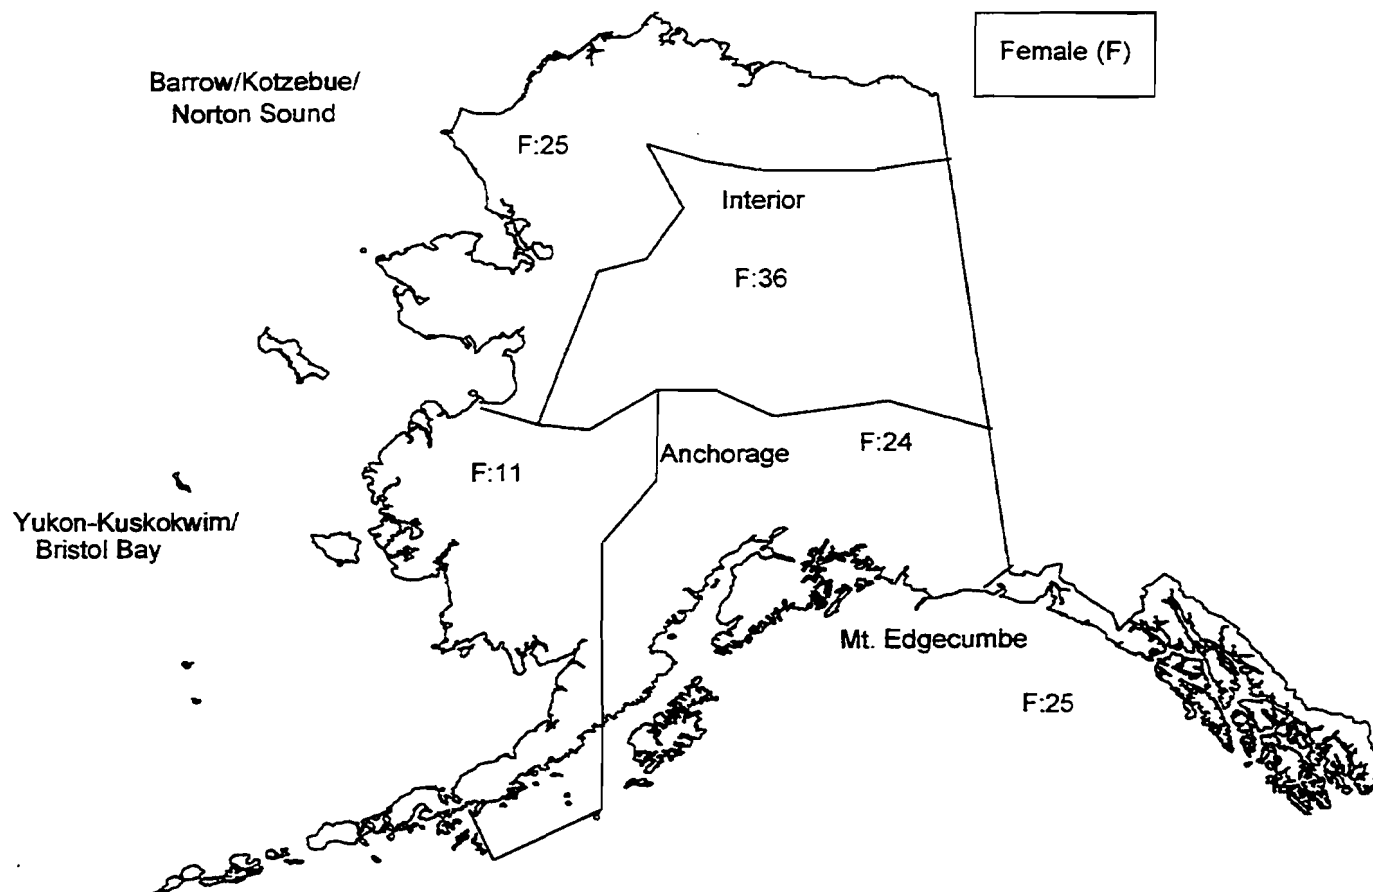 Female (F)
Barrow/Kotzebue/
Norton Sound
F:25
Interior
F:36
F:24
Anchorage
F:11
Yukon-Kuskokwim/
Bristol Bay
Mt. Edgecumbe
F:25